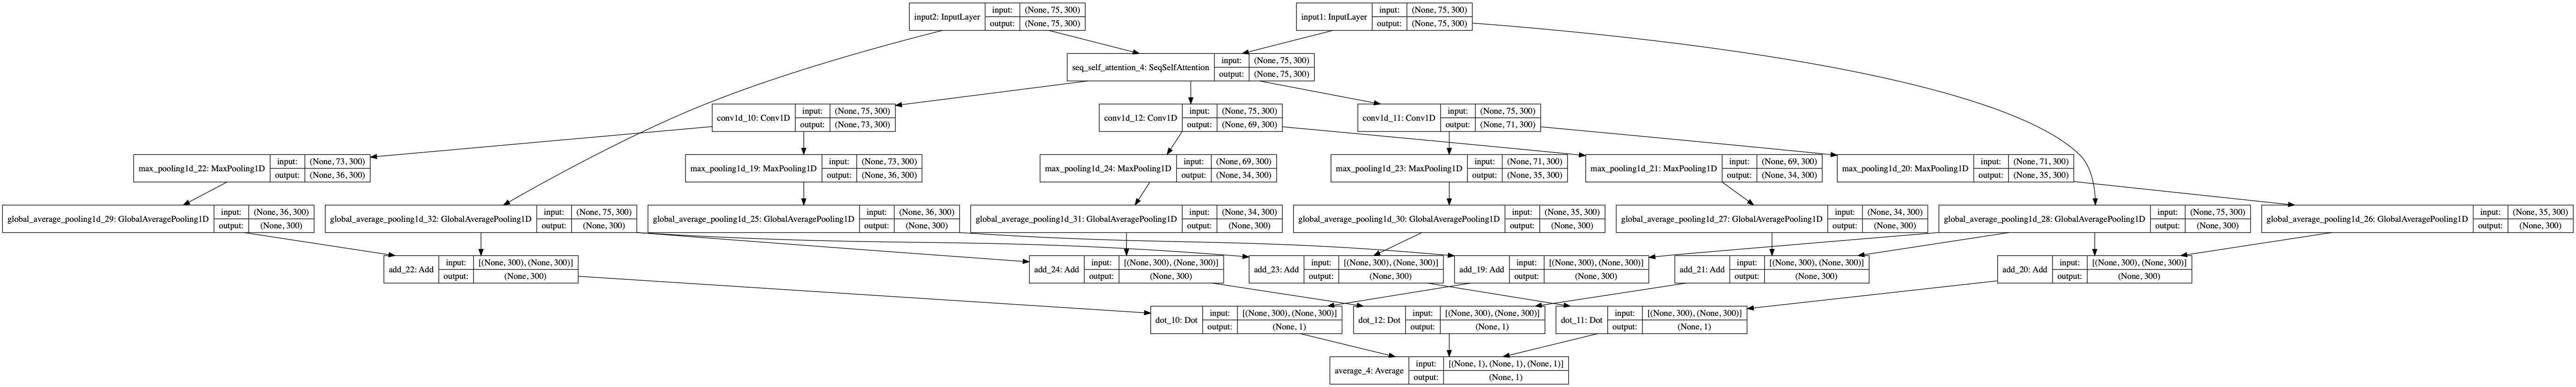 input2: InputLayer input: (None, 75, 300)
output: (None, 75, 300)
input1: InputLayer input: (None, 75, 300)
output: (None, 75, 300)
seq_self_attention_4: SeqSelfAttention input: (None, 75, 300)
output: (None, 75, 300)
conv1d_10: Conv1D input: (None, 75, 300)
output: (None, 73, 300)
conv1d_12: Conv1D input: (None, 75, 300)
output: (None, 69, 300)
conv1d_11: Conv1D input: (None, 75, 300)
output: (None, 71, 300)
max_pooling1d_22: MaxPooling1D input: (None, 73, 300)
output: (None, 36, 300)
max_pooling1d_19: MaxPooling1D input: (None, 73, 300)
output: (None, 36, 300)
max_pooling1d_24: MaxPooling1D input: (None, 69, 300)
output: (None, 34, 300)
max_pooling1d_23: MaxPooling1D input: (None, 71, 300)
output: (None, 35, 300)
max_pooling1d_21: MaxPooling1D input: (None, 69, 300)
output: (None, 34, 300)
max_pooling1d_20: MaxPooling1D input: (None, 71, 300)
output: (None, 35, 300)
global_average_pooling1d_29: GlobalAveragePooling1D input: (None, 36, 300)
output: (None, 300)
global_average_pooling1d_32: GlobalAveragePooling1D input: (None, 75, 300)
output: (None, 300)
global_average_pooling1d_25: GlobalAveragePooling1D input: (None, 36, 300)
output: (None, 300)
global_average_pooling1d_31: GlobalAveragePooling1D input: (None, 34, 300)
output: (None, 300)
global_average_pooling1d_30: GlobalAveragePooling1D input: (None, 35, 300)
output: (None, 300)
global_average_pooling1d_27: GlobalAveragePooling1D input: (None, 34, 300)
output: (None, 300)
global_average_pooling1d_28: GlobalAveragePooling1D input: (None, 75, 300)
output: (None, 300)
global_average_pooling1d_26: GlobalAveragePooling1D input: (None, 35, 300)
output: (None, 300)
add_22: Add input: [(None, 300), (None, 300)]
output: (None, 300)
add_24: Add input: [(None, 300), (None, 300)]
output: (None, 300)
add_23: Add input: [(None, 300), (None, 300)]
output: (None, 300)
add_19: Add input: [(None, 300), (None, 300)]
output: (None, 300)
add_21: Add input: [(None, 300), (None, 300)]
output: (None, 300)
add_20: Add input: [(None, 300), (None, 300)]
output: (None, 300)
dot_10: Dot input: [(None, 300), (None, 300)]
output: (None, 1)
dot_12: Dot input: [(None, 300), (None, 300)]
output: (None, 1)
dot_11: Dot input: [(None, 300), (None, 300)]
output: (None, 1)
average_4: Average input: [(None, 1), (None, 1), (None, 1)]
output: (None, 1)